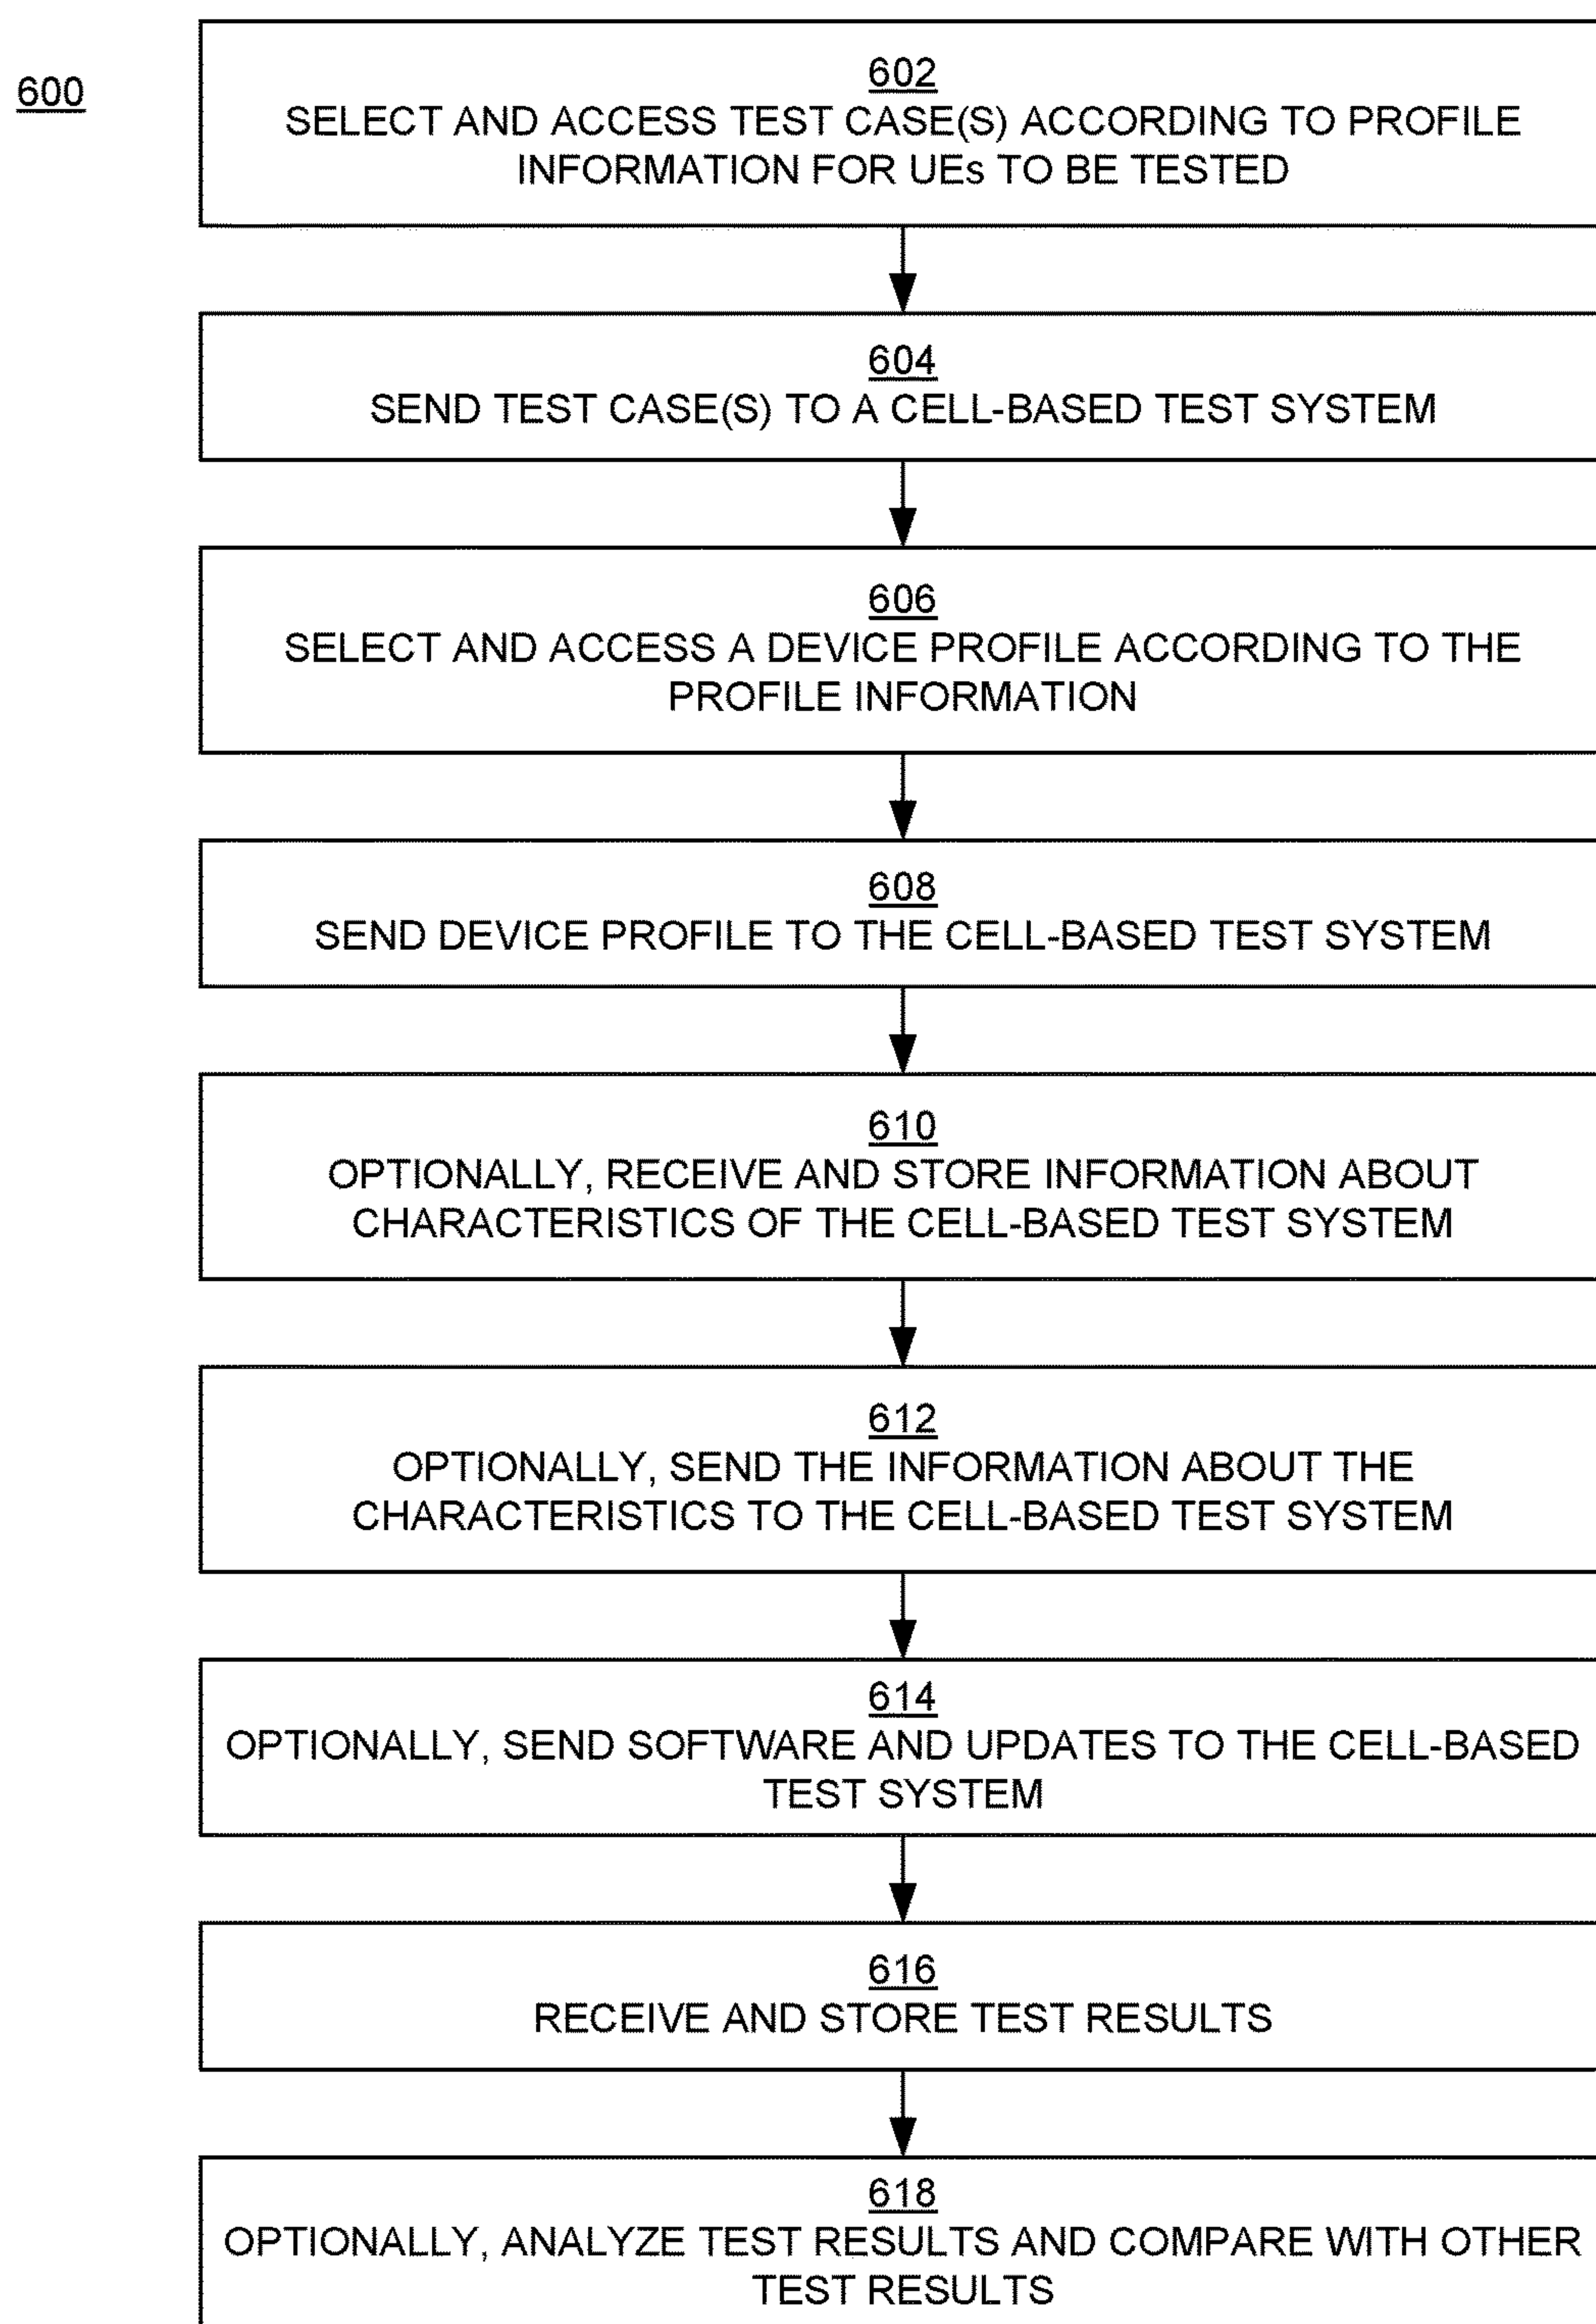 600
602
SELECT AND ACCESS TEST CASE(S) ACCORDING TO PROFILE
INFORMATION FOR UEs TO BE TESTED
604
SEND TEST CASE(S) TO A CELL-BASED TEST SYSTEM
606
SELECT AND ACCESS A DEVICE PROFILE ACCORDING TO THE
PROFILE INFORMATION
608
SEND DEVICE PROFILE TO THE CELL-BASED TEST SYSTEM
610
OPTIONALLY, RECEIVE AND STORE INFORMATION ABOUT
CHARACTERISTICS OF THE CELL-BASED TEST SYSTEM
612
OPTIONALLY, SEND THE INFORMATION ABOUT THE
CHARACTERISTICS TO THE CELL-BASED TEST SYSTEM
614
OPTIONALLY, SEND SOFTWARE AND UPDATES TO THE CELL-BASED
TEST SYSTEM
616
RECEIVE AND STORE TEST RESULTS
618
OPTIONALLY, ANALYZE TEST RESULTS AND COMPARE WITH OTHER
TEST RESULTS